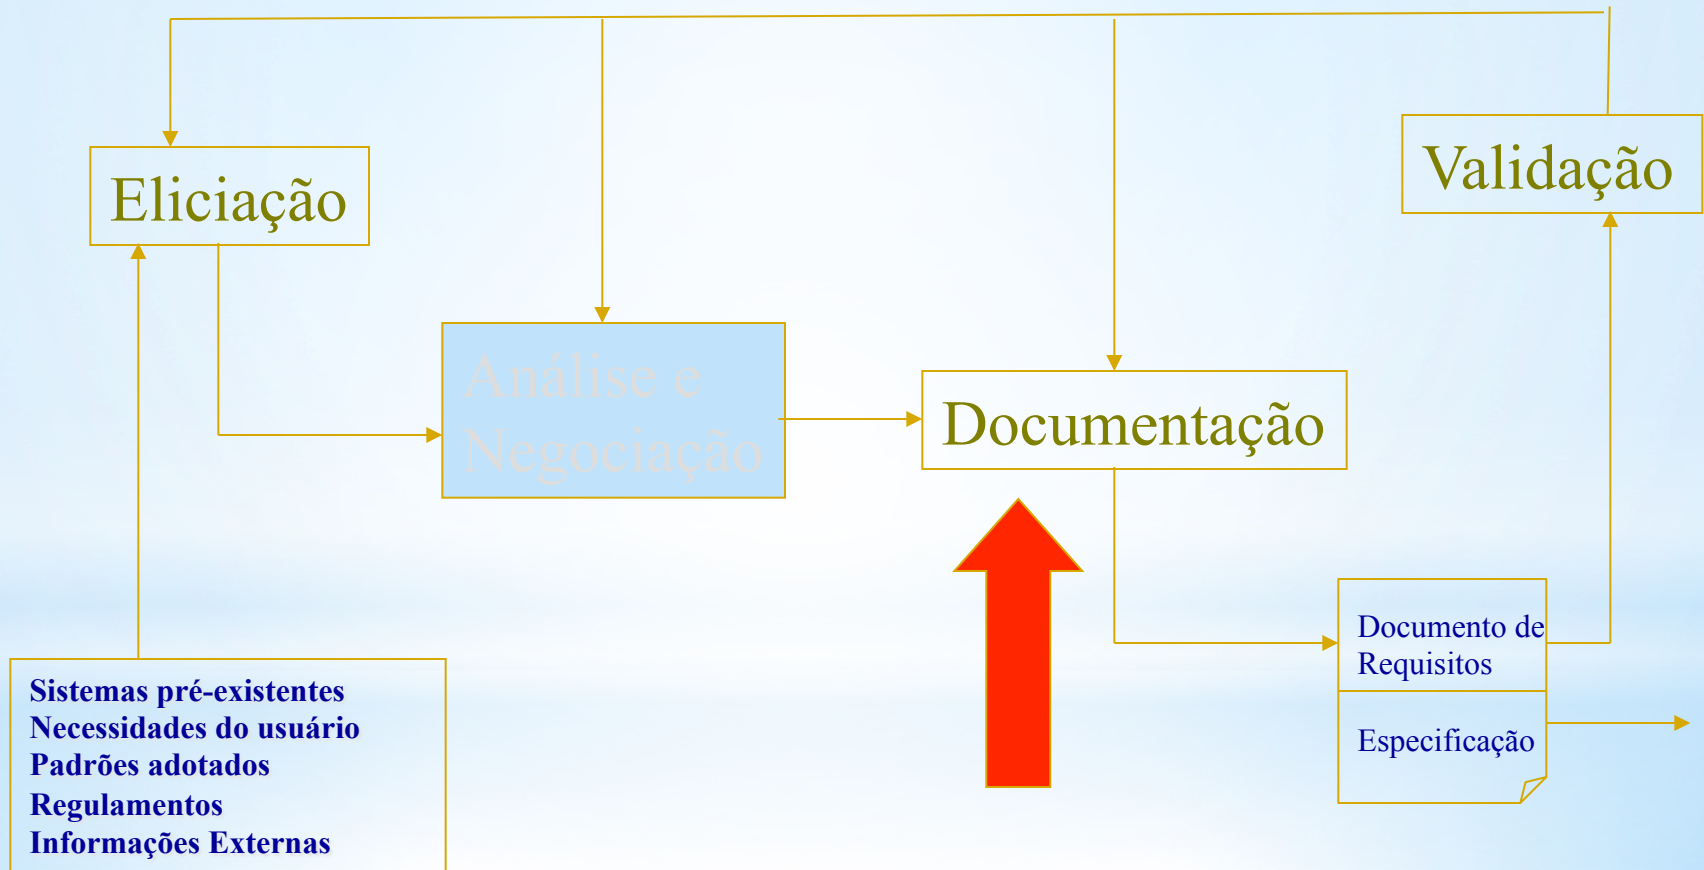 Eliciação
Validação
Análise e
Negociação
Documentação
Documento de
Requisitos
Especificação
Sistemas pré-existentes
Necessidades do usuário
Padrões adotados
Regulamentos
Informações Externas